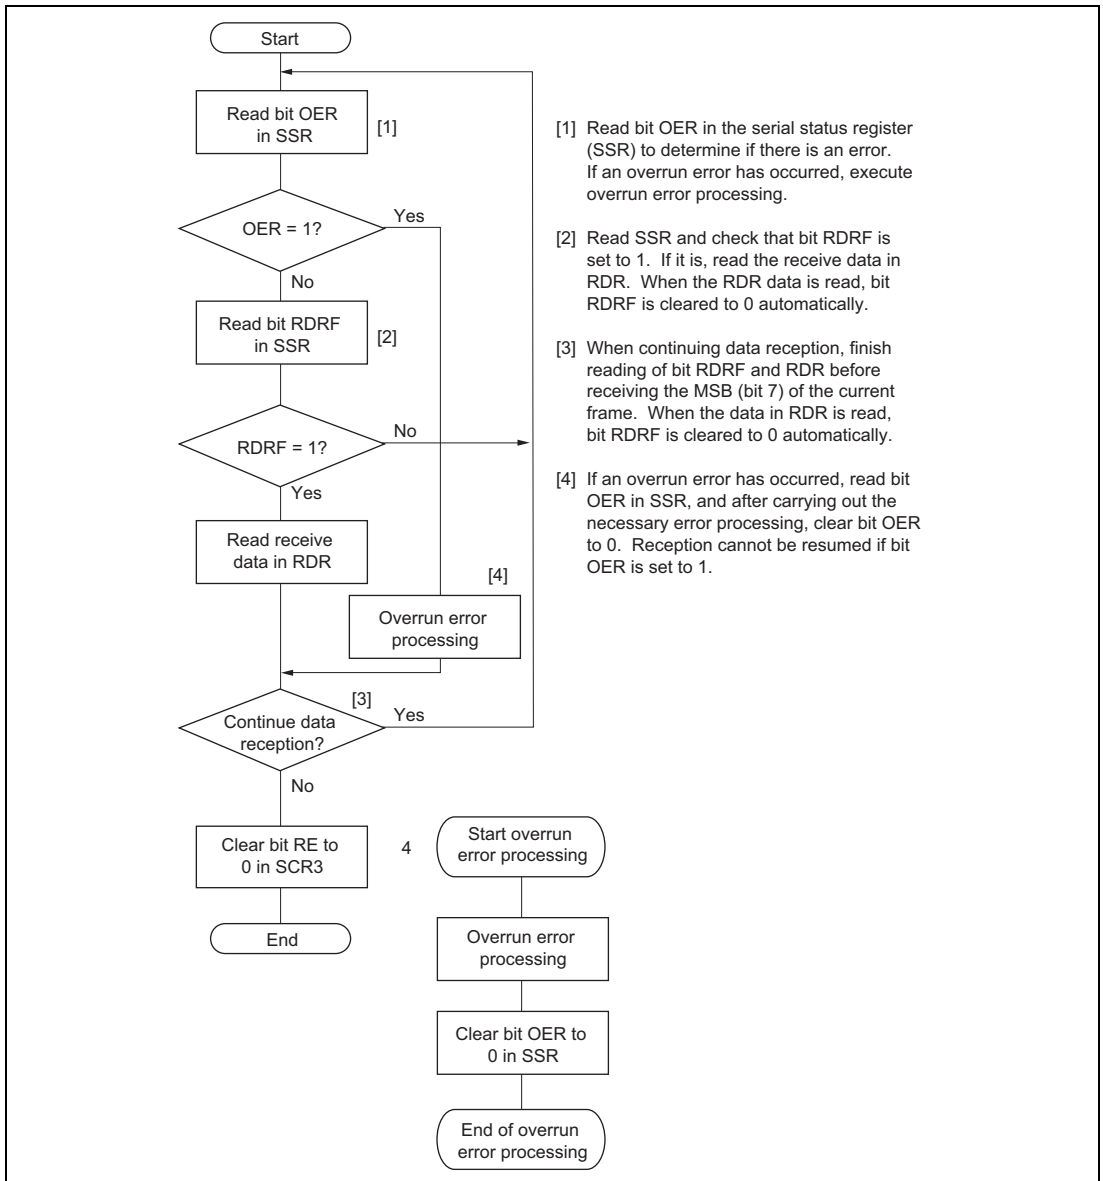 Start
Read bit OER
in SSR
[1]
OER = 1?
Yes
No
Read bit RDRF
in SSR
[2]
RDRF = 1?
No
Yes
Read receive
data in RDR
[4]
Overrun error
processing
[3]
Continue data
reception?
Yes
No
Clear bit RE to
0 in SCR3
End
[1] Read bit OER in the serial status register
(SSR) to determine if there is an error.
If an overrun error has occurred, execute
overrun error processing.
[2] Read SSR and check that bit RDRF is
set to 1. If it is, read the receive data in
RDR. When the RDR data is read, bit
RDRF is cleared to 0 automatically.
[3] When continuing data reception, finish
reading of bit RDRF and RDR before
receiving the MSB (bit 7) of the current
frame. When the data in RDR is read,
bit RDRF is cleared to 0 automatically.
[4] If an overrun error has occurred, read bit
OER in SSR, and after carrying out the
necessary error processing, clear bit OER
to 0. Reception cannot be resumed if bit
OER is set to 1.
4
Start overrun
error processing
Overrun error
processing
Clear bit OER to
0 in SSR
End of overrun
error processing